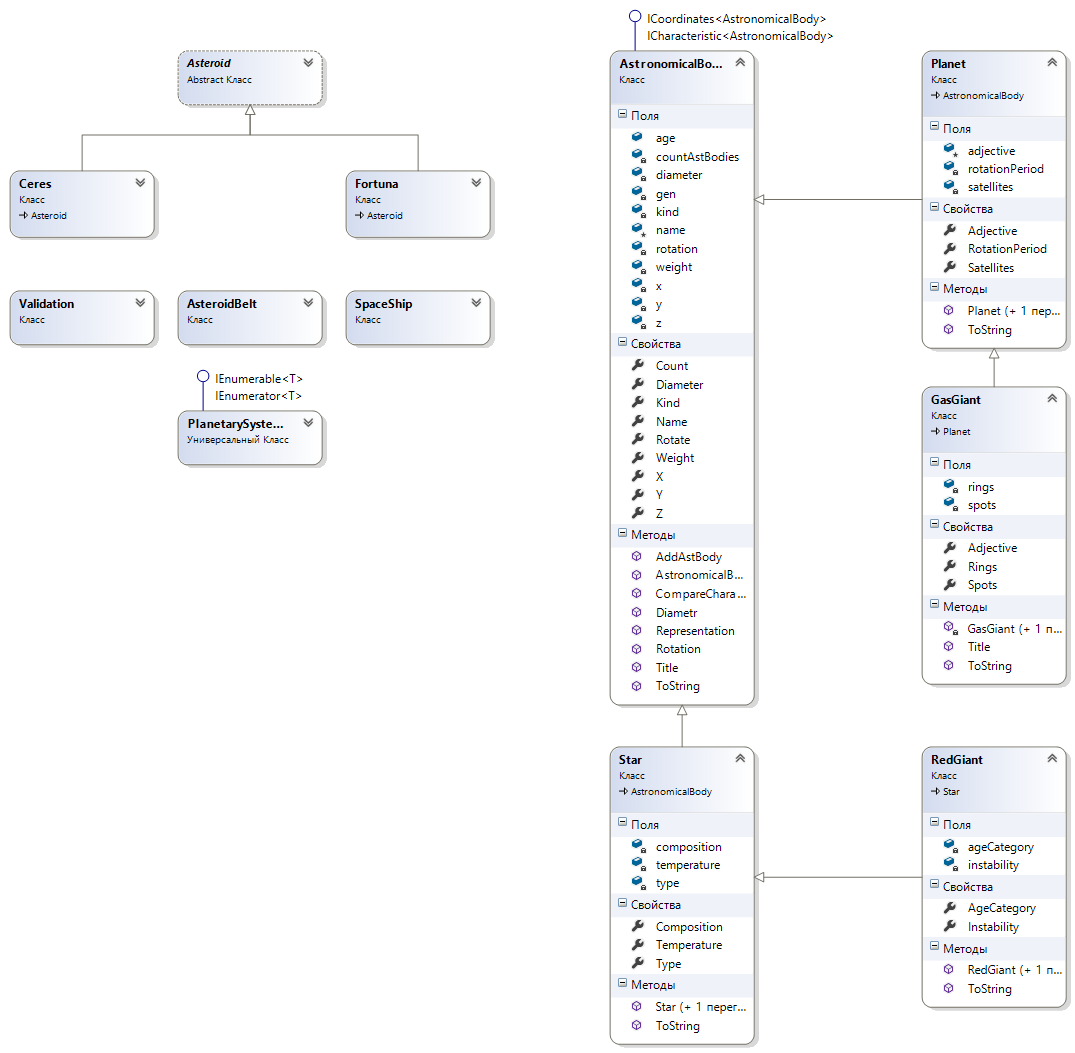 Asteroid
Abstract Класс
Ceres
Класс
Asteroid
Fortuna
Класс
Asteroid
Validation
Класс
AsteroidBelt
Класс
SpaceShip
Класс
IEnumerable<T>
IEnumerator<T>
PlanetarySyste...
Универсальный Класс
ICoordinates<AstronomicalBody>
ICharacteristic<AstronomicalBody>
AstronomicalBo...
Класс
Поля
age
countAstBodies
diameter
gen
kind
name
rotation
weight
x
y
z
Свойства
Count
Diameter
Kind
Name
Rotate
Weight
X
Y
Z
Методы
AddAstBody
AstronomicalB...
CompareChara...
Diametr
Representation
Rotation
Title
ToString
Star
Класс
AstronomicalBody
Поля
composition
temperature
type
Свойства
Composition
Temperature
Type
Методы
Star (+ 1 перег...
ToString
Planet
Класс
AstronomicalBody
Поля
adjective
rotationPeriod
satellites
Свойства
Adjective
RotationPeriod
Satellites
Методы
Planet (+ 1 пер...
ToString
GasGiant
Класс
Planet
Поля
rings
spots
Свойства
Adjective
Rings
Spots
Методы
GasGiant (+ 1 п...
Title
ToString
RedGiant
Класс
Star
Поля
ageCategory
instability
Свойства
AgeCategory
Instability
Методы
RedGiant (+ 1 п...
ToString